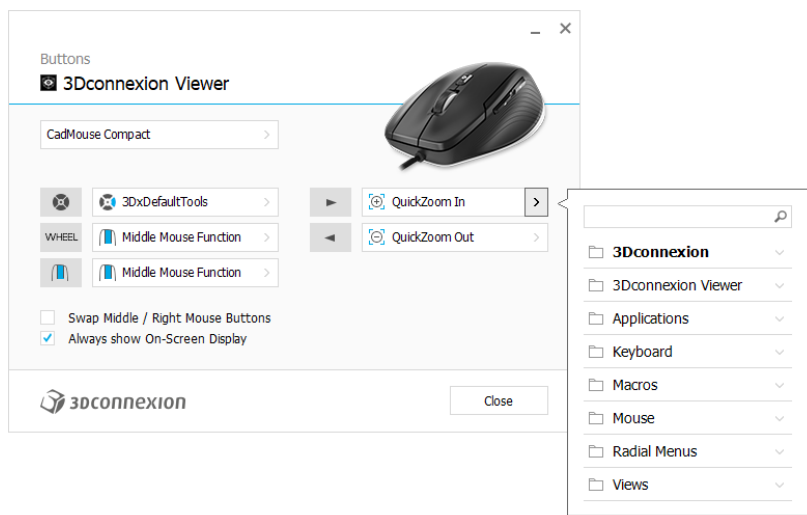 Buttons
3Dconnexion Viewer
CadMouse Compact
3DxDefaultTools
QuickZoom In
WHEEL
Middle Mouse Function
QuickZoom Out
Middle Mouse Function
Swap Middle / Right Mouse Buttons
Always show On-Screen Display
3Dconnexion
Close
3Dconnexion
3Dconnexion Viewer
Applications
Keyboard
Macros
Mouse
Radial Menus
Views